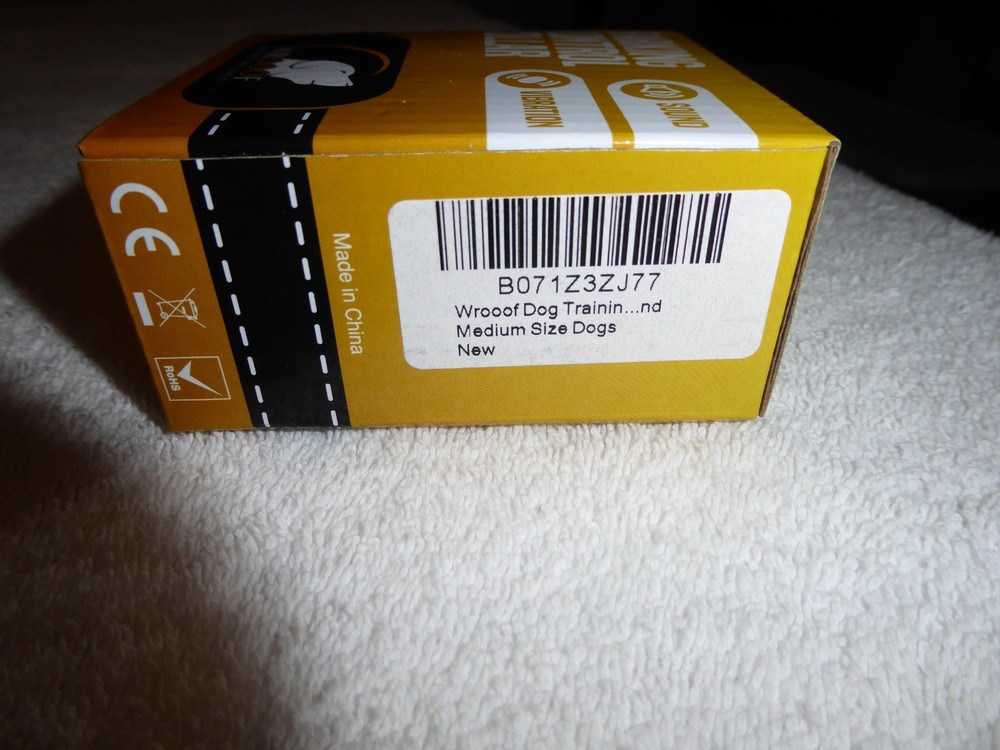 SOUND
VIBRATION
CE
Made in China
RoHS
B071Z3ZJ77
Wrooof Dog Trainin...nd
Medium Size Dogs
New